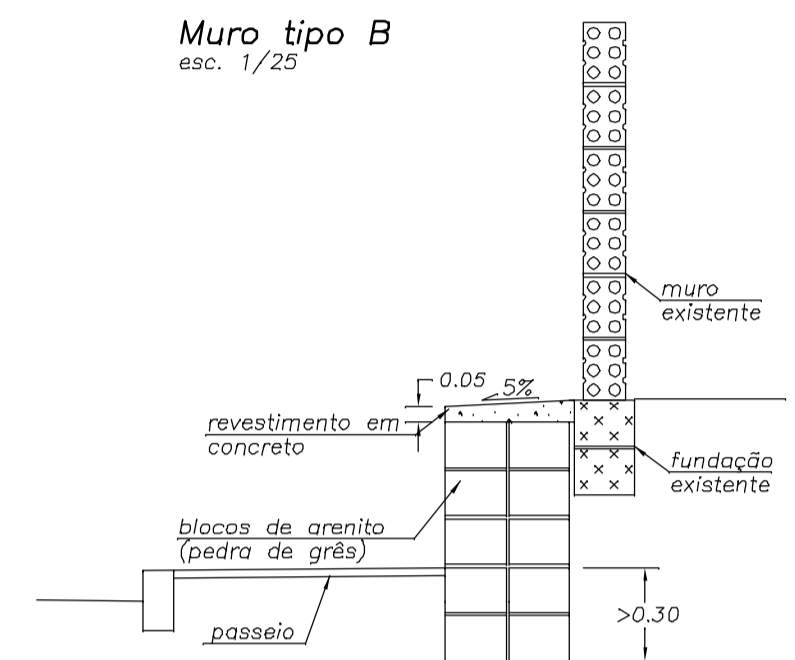 Muro tipo B
esc. 1/25
muro
existente
0.05
5%
revestimento em
concreto
fundação
existente
blocos de arenito
(pedra de grês)
>0.30
passeio